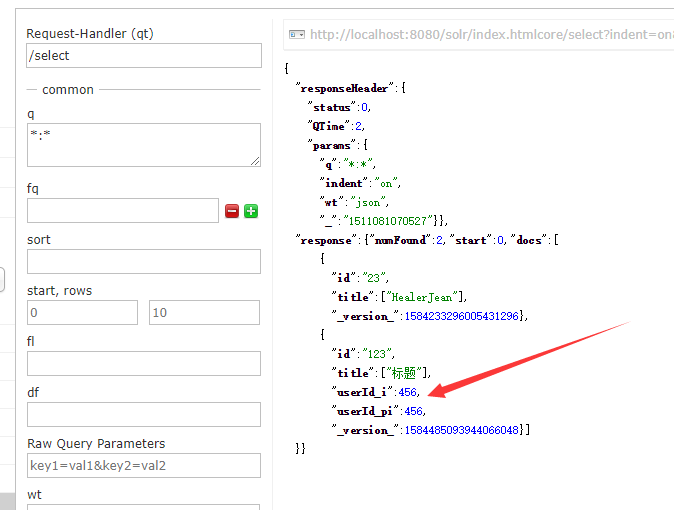 Request-Handler (qt)
/select
common
q
*:*
fq
sort
start, rows
0
10
fl
df
Raw Query Parameters
key1=val1&key2=val2
wt
http://localhost:8080/solr/index.htmlcore/select?indent=on&
{
"responseHeader":{
"status":0,
"QTime":2,
"params":{
"q":"*:*",
"indent":"on",
"wt":"json",
"_":"1511081070527"}},
"response":{"numFound":2,"start":0,"docs":[
{
"id":"23",
"title":["HealerJean"],
"_version_":1584233296005431296},
{
"id":"123",
"title":["标题"],
"userId_i":456,
"userId_pi":456,
"_version_":1584485093944066048}]
}}